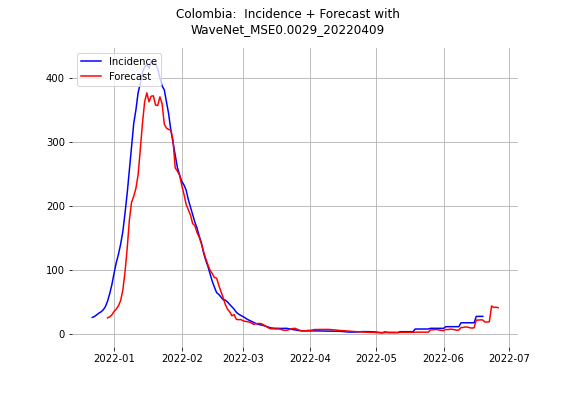 Colombia:  Incidence + Forecast with
WaveNet_MSE0.0029_20220409
Incidence
Forecast
400
300
200
100
0
2022-01 2022-02 2022-03 2022-04 2022-05 2022-06 2022-07